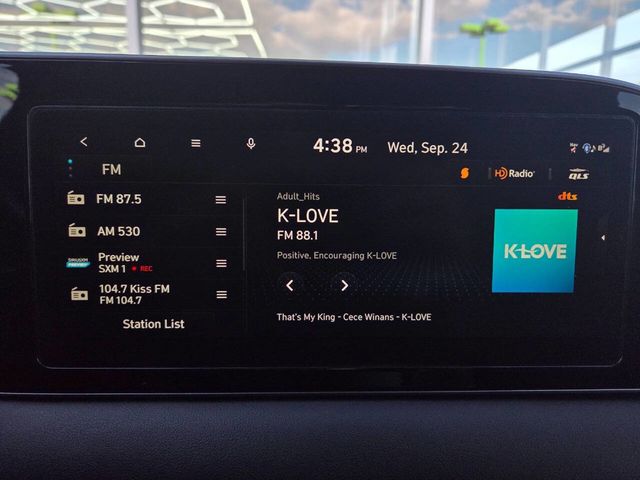 4:38 PM Wed, Sep. 24
FM
HD Radio
QLS
FM 87.5
AM 530
SIRIUSXM PREVIEW
Preview
SXM 1 • REC
104.7 Kiss FM
FM 104.7
Station List
Adult_Hits
K-LOVE
FM 88.1
Positive, Encouraging K-LOVE
That's My King - Cece Winans - K-LOVE
dts
K-LOVE